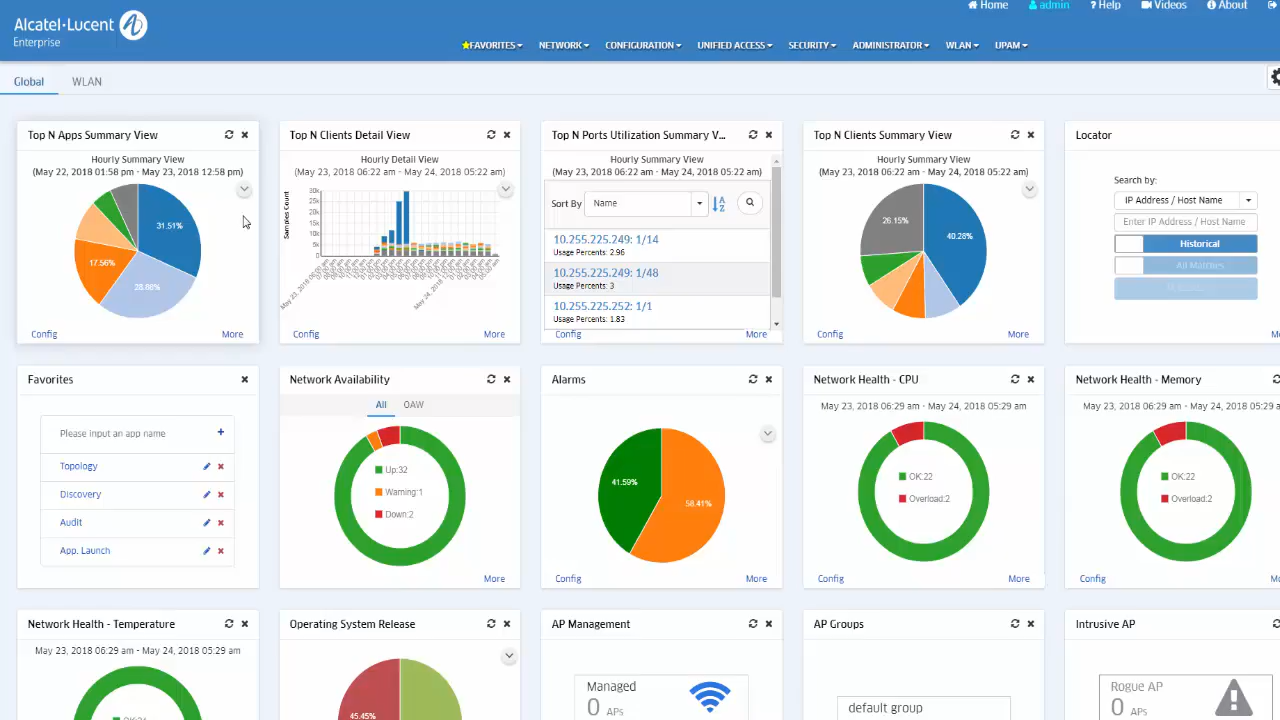 Alcatel·Lucent
Enterprise
Home
admin
? Help
Videos
About
FAVORITES
NETWORK
CONFIGURATION
UNIFIED ACCESS
SECURITY
ADMINISTRATOR
WLAN
UPAM
Global
WLAN
Top N Apps Summary View
Hourly Summary View
(May 22, 2018 01:58 pm - May 23, 2018 12:58 pm)
31.51%
17.56%
28.88%
Config
More
Top N Clients Detail View
Hourly Detail View
(May 23, 2018 06:22 am - May 24, 2018 05:22 am)
Samples Count
30k
25k
20k
15k
10k
5k
0k
Config
More
Top N Ports Utilization Summary V...
Hourly Summary View
(May 23, 2018 06:22 am - May 24, 2018 05:22 am)
Sort By
Name
10.255.225.249: 1/14
Usage Percents: 2.96
10.255.225.249: 1/48
Usage Percents: 3
10.255.225.252: 1/1
Usage Percents: 1.83
Config
More
Top N Clients Summary View
Hourly Summary View
(May 23, 2018 06:22 am - May 24, 2018 05:22 am)
26.15%
40.28%
Config
More
Locator
Search by:
IP Address / Host Name
Enter IP Address / Host Name
Historical
All Matches
Favorites
Please input an app name
Topology
Discovery
Audit
App. Launch
Network Availability
All
OAW
Up:32
Warning:1
Down:2
More
Alarms
41.59%
58.41%
Config
More
Network Health - CPU
May 23, 2018 06:29 am - May 24, 2018 05:29 am
OK:22
Overload:2
Config
More
Network Health - Memory
May 23, 2018 06:29 am - May 24, 2018 05:29 am
OK:22
Overload:2
Config
Network Health - Temperature
May 23, 2018 06:29 am - May 24, 2018 05:29 am
Operating System Release
45.45%
AP Management
Managed
0 APs
AP Groups
default group
Intrusive AP
Rogue AP
0 APs